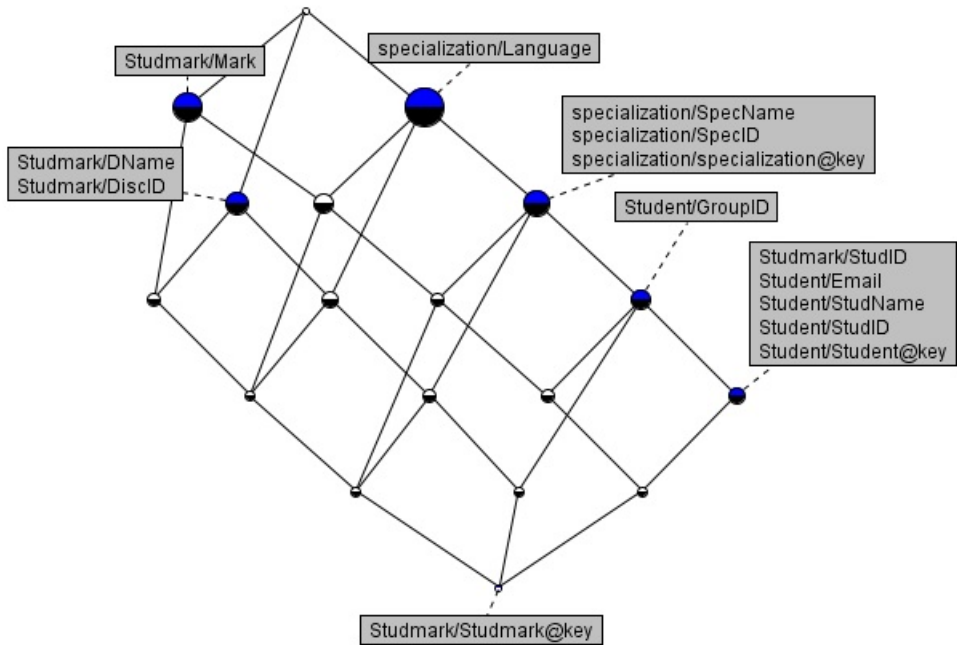 Studmark/Mark
specialization/Language
specialization/SpecName
specialization/SpecID
specialization/specialization@key
Studmark/DName
Studmark/DiscID
Student/GroupID
Studmark/StudID
Student/Email
Student/StudName
Student/StudID
Student/Student@key
Studmark/Studmark@key